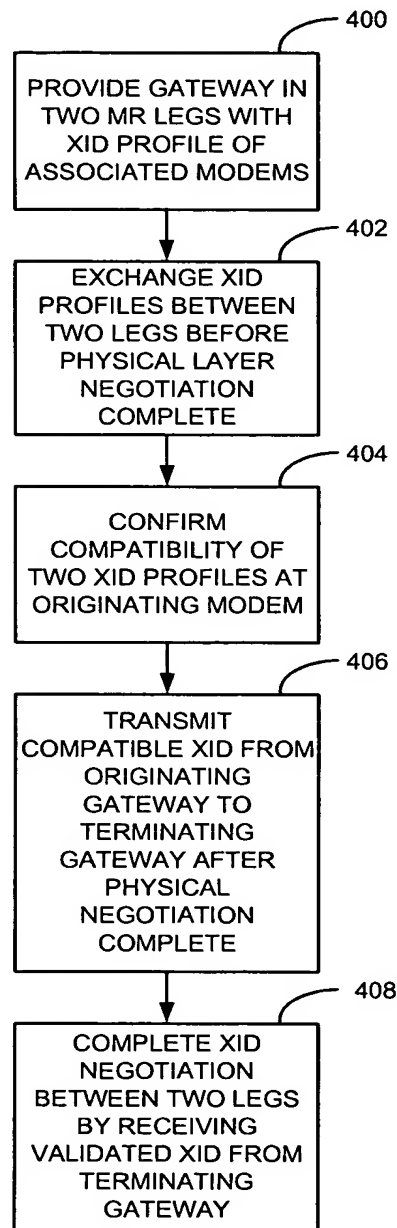 400
PROVIDE GATEWAY IN
TWO MR LEGS WITH
XID PROFILE OF
ASSOCIATED MODEMS
402
EXCHANGE XID
PROFILES BETWEEN
TWO LEGS BEFORE
PHYSICAL LAYER
NEGOTIATION
COMPLETE
404
CONFIRM
COMPATIBILITY OF
TWO XID PROFILES AT
ORIGINATING MODEM
406
TRANSMIT
COMPATIBLE XID FROM
ORIGINATING
GATEWAY TO
TERMINATING
GATEWAY AFTER
PHYSICAL
NEGOTIATION
COMPLETE
408
COMPLETE XID
NEGOTIATION
BETWEEN TWO LEGS
BY RECEIVING
VALIDATED XID FROM
TERMINATING
GATEWAY